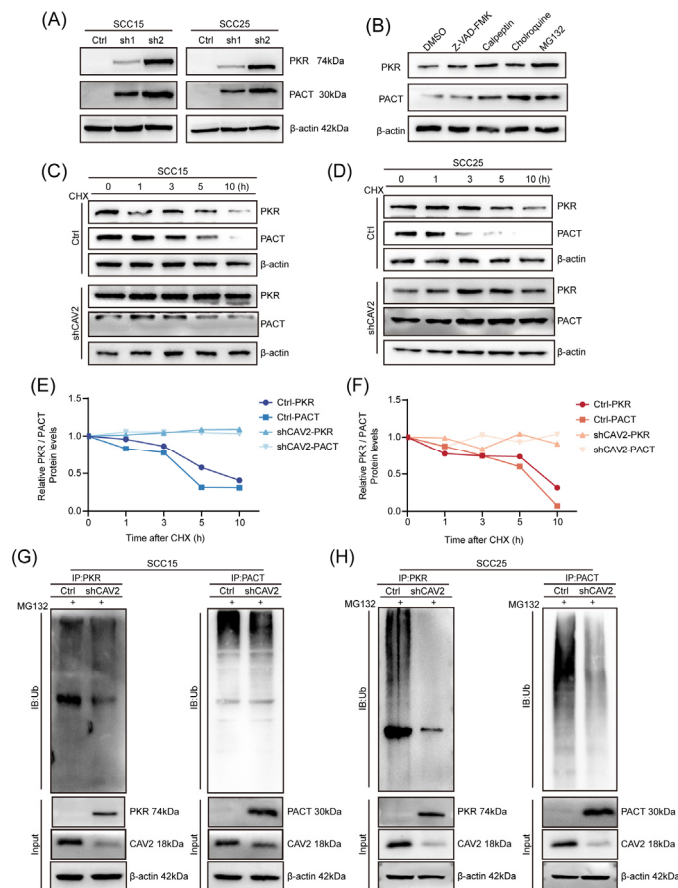 (A)
SCC15 SCC25
Ctrl sh1 sh2 Ctrl sh1 sh2
PKR 74kDa
PACT 30kDa
β-actin 42kDa
(B)
DMSO Z-VAD-FMK Calpeptin Cholroquine MG132
PKR
PACT
β-actin
(C)
SCC15
0 1 3 5 10 (h)
CHX
Ctrl
PKR
PACT
β-actin
shCAV2
PKR
PACT
β-actin
(D)
SCC25
0 1 3 5 10 (h)
CHX
Ctrl
PKR
PACT
β-actin
shCAV2
PKR
PACT
β-actin
(E)
Relative PKR / PACT
Protein levels
1.5
1.0
0.5
0.0
0 1 3 5 10
Time after CHX (h)
Ctrl-PKR
Ctrl-PACT
shCAV2-PKR
shCAV2-PACT
(F)
Relative PKR / PACT
Protein levels
1.5
1.0
0.5
0.0
0 1 3 5 10
Time after CHX (h)
Ctrl-PKR
Ctrl-PACT
shCAV2-PKR
shCAV2-PACT
(G)
SCC15
IP:PKR IP:PACT
Ctrl shCAV2 Ctrl shCAV2
MG132 + + + +
IB:Ub IB:Ub
Input Input
PKR 74kDa PACT 30kDa
CAV2 18kDa CAV2 18kDa
β-actin 42kDa β-actin 42kDa
(H)
SCC25
IP:PKR IP:PACT
Ctrl shCAV2 Ctrl shCAV2
MG132 + + + +
IB:Ub IB:Ub
Input Input
PKR 74kDa PACT 30kDa
CAV2 18kDa CAV2 18kDa
β-actin 42kDa β-actin 42kDa